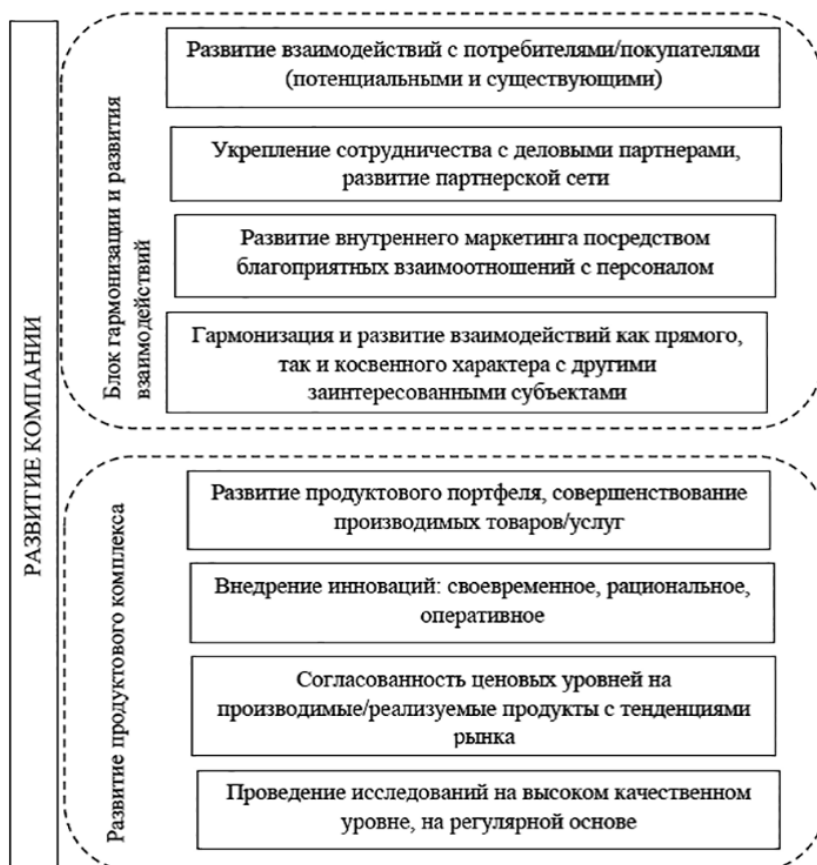 РАЗВИТИЕ КОМПАНИИ
Блок гармонизации и развития
взаимодействий
Развитие взаимодействий с потребителями/покупателями
(потенциальными и существующими)
Укрепление сотрудничества с деловыми партнерами,
развитие партнерской сети
Развитие внутреннего маркетинга посредством
благоприятных взаимоотношений с персоналом
Гармонизация и развитие взаимодействий как прямого,
так и косвенного характера с другими
заинтересованными субъектами
Развитие продуктового комплекса
Развитие продуктового портфеля, совершенствование
производимых товаров/услуг
Внедрение инноваций: своевременное, рациональное,
оперативное
Согласованность ценовых уровней на
производимые/реализуемые продукты с тенденциями
рынка
Проведение исследований на высоком качественном
уровне, на регулярной основе